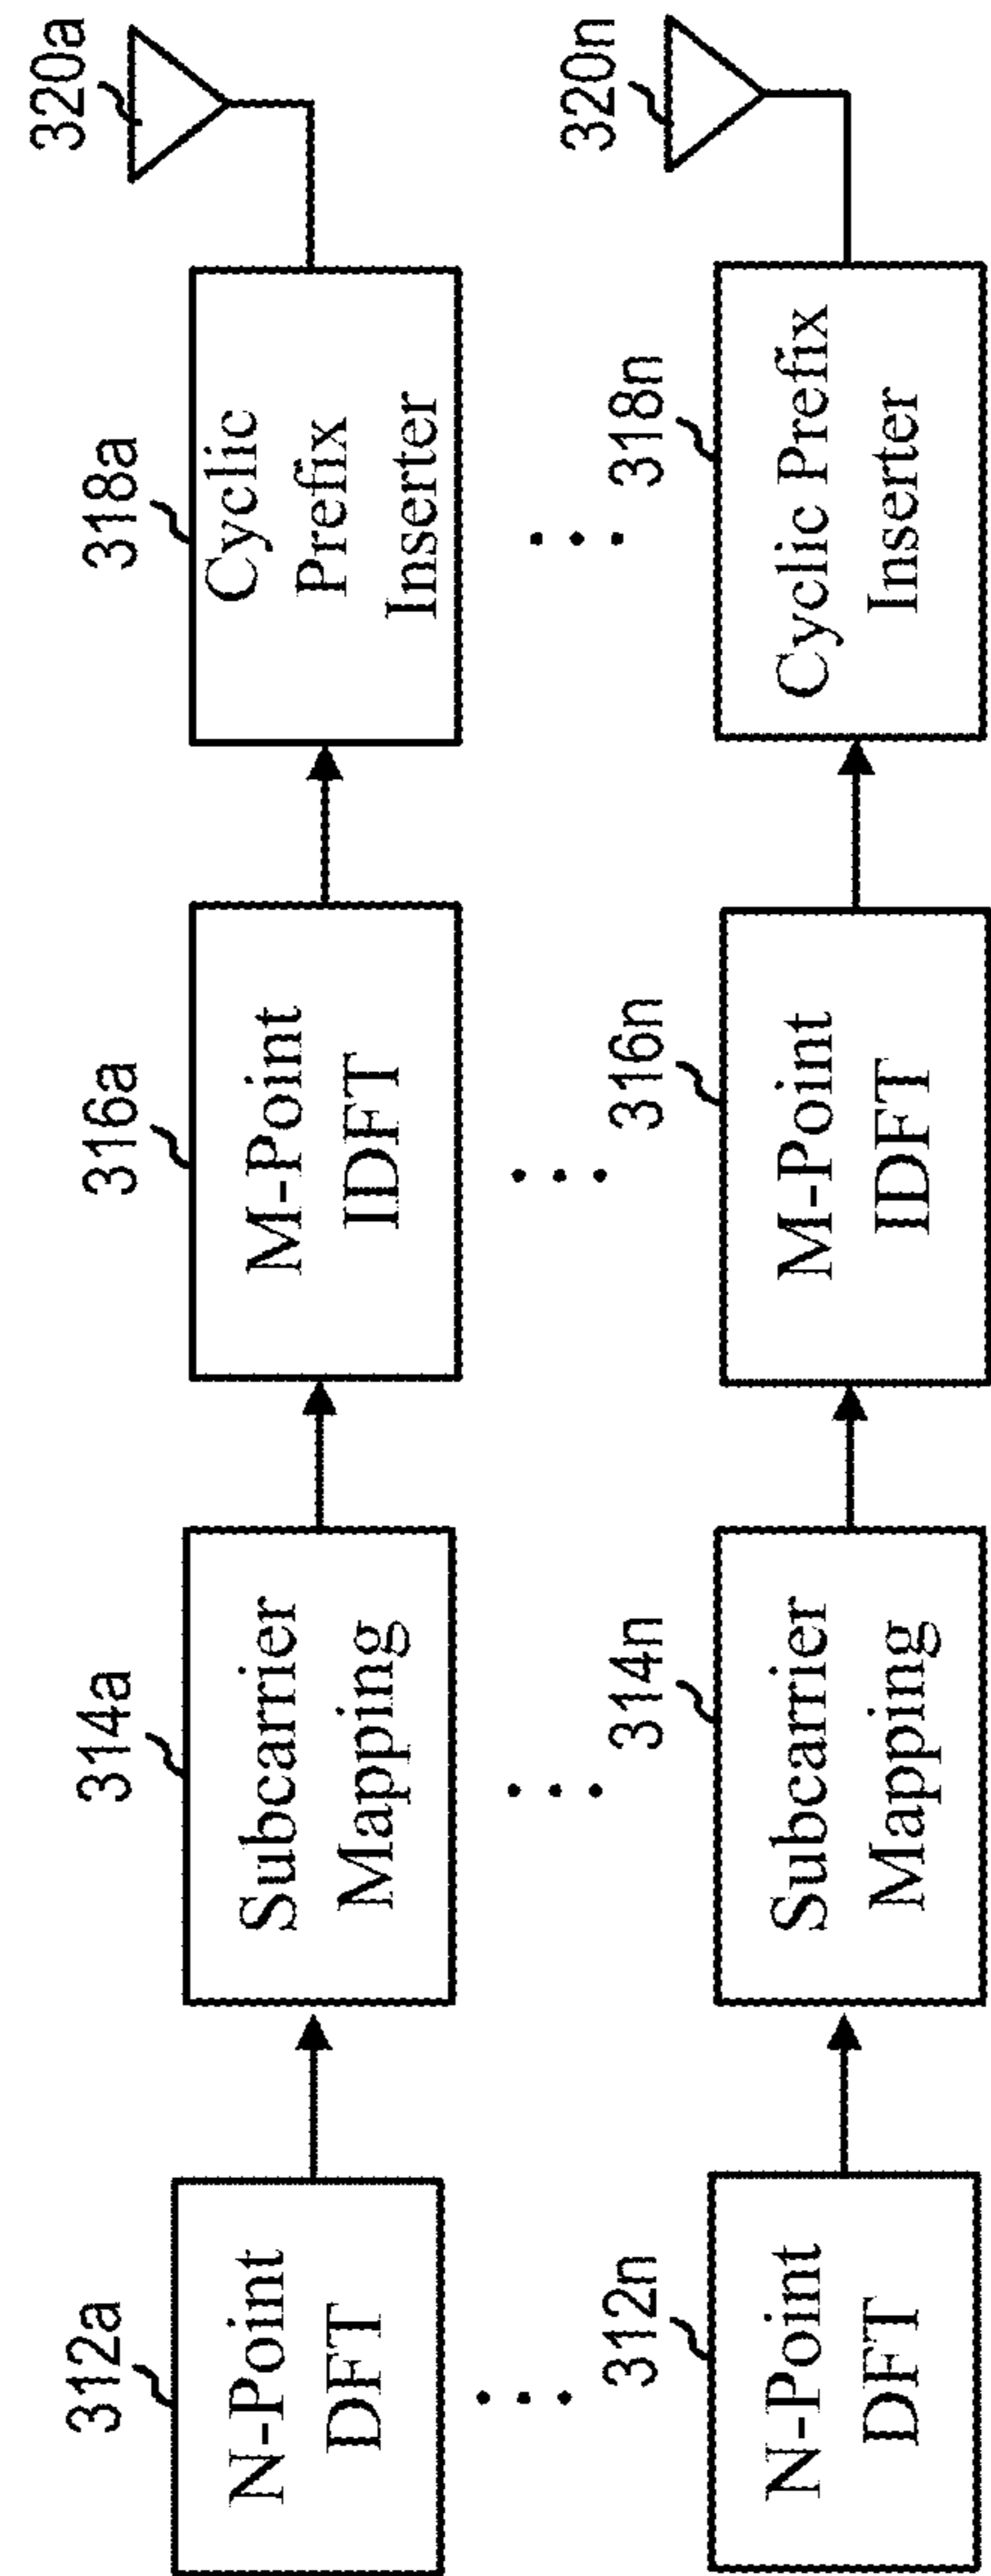 312a
N-Point
DFT
314a
Subcarrier
Mapping
316a
M-Point
IDFT
318a
Cyclic
Prefix
Inserter
320a
312n
N-Point
DFT
314n
Subcarrier
Mapping
316n
M-Point
IDFT
318n
Cyclic Prefix
Inserter
320n